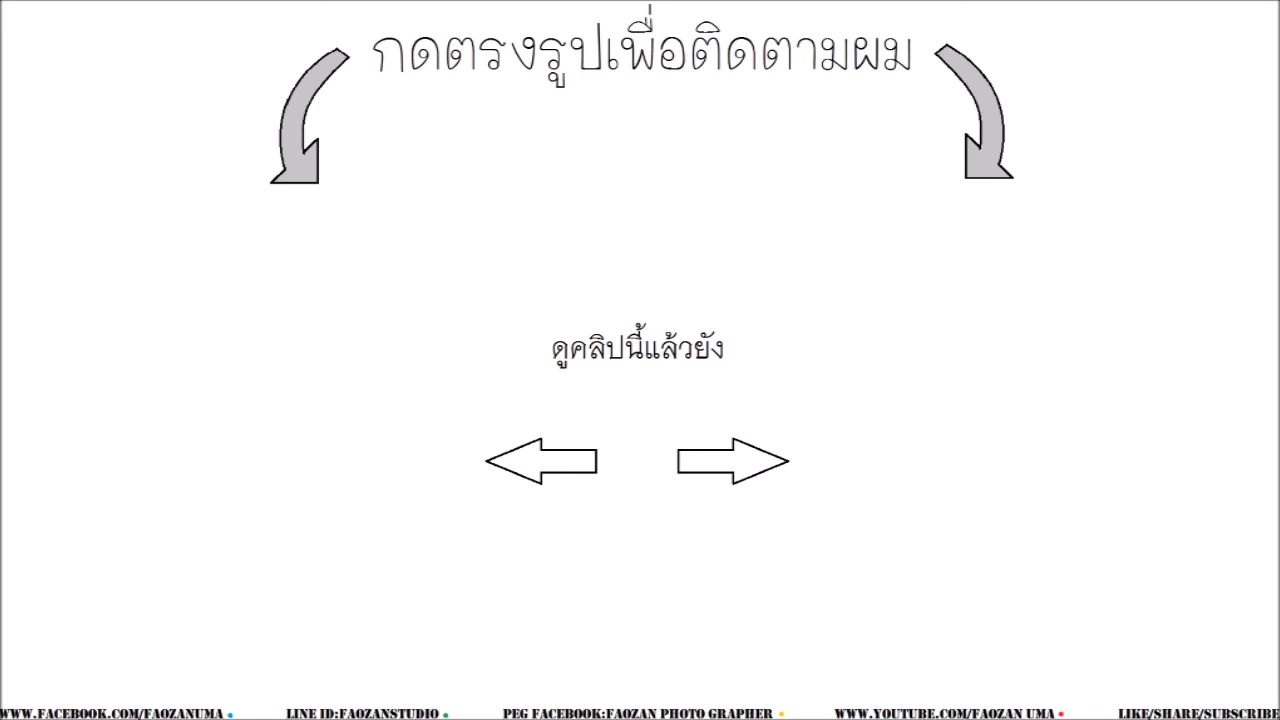 กดตรงรูปเพื่อติดตามผม
ดูคลิปนี้แล้วยัง
WWW.FACEBOOK.COM/FAOZANUMA LINE ID:FAOZANSTUDIO PEG FACEBOOK:FAOZAN PHOTO GRAPHER WWW.YOUTUBE.COM/FAOZAN UMA LIKE/SHARE/SUBSCRIBE